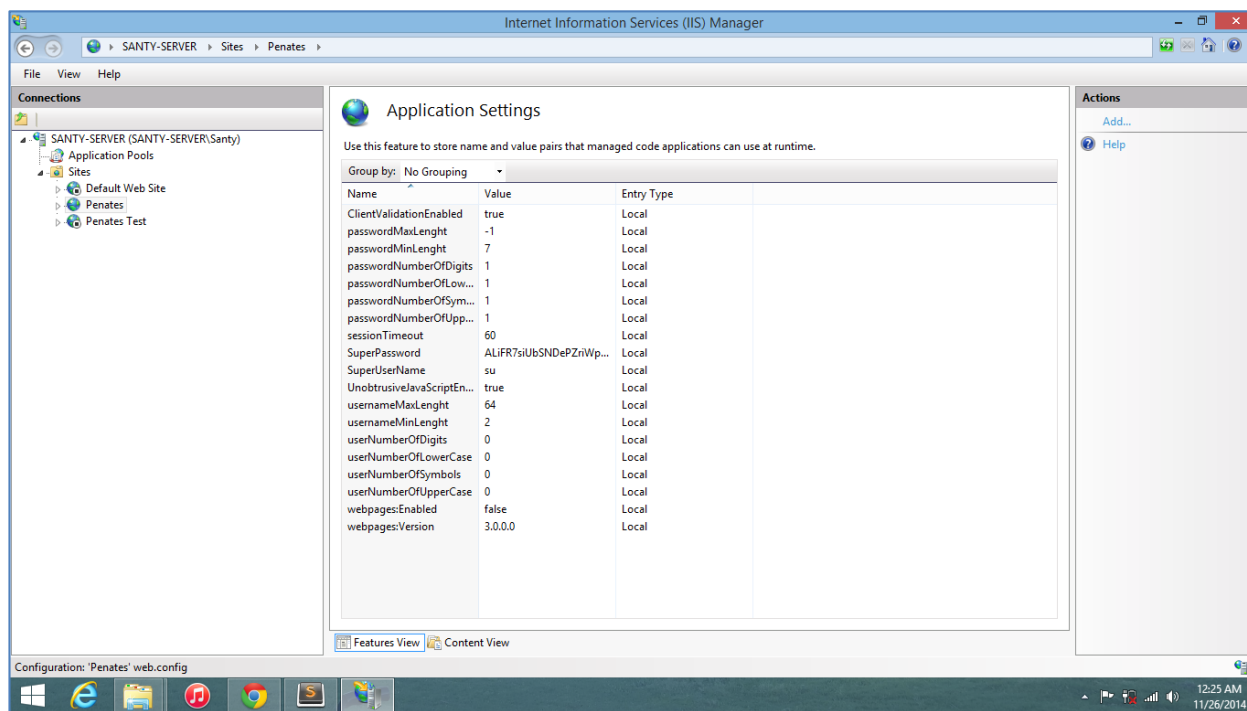 Internet Information Services (IIS) Manager
SANTY-SERVER Sites Penates
File View Help
Connections
SANTY-SERVER (SANTY-SERVER\Santy)
Application Pools
Sites
Default Web Site
Penates
Penates Test
Application Settings
Use this feature to store name and value pairs that managed code applications can use at runtime.
Group by: No Grouping
Name Value Entry Type
ClientValidationEnabled true Local
passwordMaxLenght -1 Local
passwordMinLenght 7 Local
passwordNumberOfDigits 1 Local
passwordNumberOfLow... 1 Local
passwordNumberOfSym... 1 Local
passwordNumberOfUpp... 1 Local
sessionTimeout 60 Local
SuperPassword ALiFR7siUbSNDePZriWp... Local
SuperUserName su Local
UnobtrusiveJavaScriptEn... true Local
usernameMaxLenght 64 Local
usernameMinLenght 2 Local
userNumberOfDigits 0 Local
userNumberOfLowerCase 0 Local
userNumberOfSymbols 0 Local
userNumberOfUpperCase 0 Local
webpages:Enabled false Local
webpages:Version 3.0.0.0 Local
Features View Content View
Actions
Add...
Help
Configuration: 'Penates' web.config
12:25 AM
11/26/2014